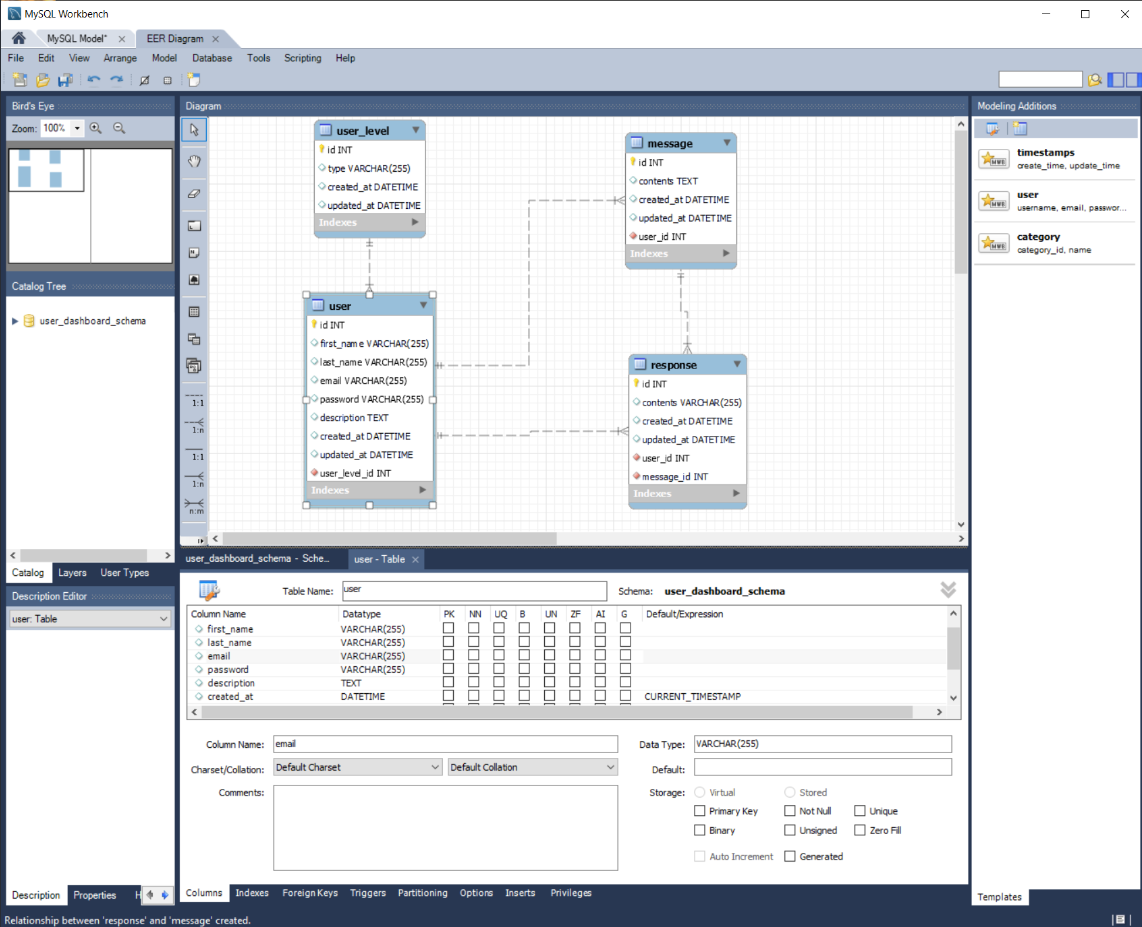 MySQL Workbench
MySQL Model* ×
EER Diagram ×
File Edit View Arrange Model Database Tools Scripting Help
Bird's Eye
Zoom: 100%
Catalog Tree
user_dashboard_schema
Catalog Layers User Types
Description Editor
user: Table
Description Properties H
Diagram
1:1
1:n
1:1
1:n
n:m
user_level
id INT
type VARCHAR(255)
created_at DATETIME
updated_at DATETIME
Indexes
message
id INT
contents TEXT
created_at DATETIME
updated_at DATETIME
user_id INT
Indexes
user
id INT
first_name VARCHAR(255)
last_name VARCHAR(255)
email VARCHAR(255)
password VARCHAR(255)
description TEXT
created_at DATETIME
updated_at DATETIME
user_level_id INT
Indexes
response
id INT
contents VARCHAR(255)
created_at DATETIME
updated_at DATETIME
user_id INT
message_id INT
Indexes
Modeling Additions
timestamps
create_time, update_time
user
username, email, passwor...
category
category_id, name
Templates
user_dashboard_schema - Sche... user - Table ×
Table Name: user Schema: user_dashboard_schema
Column Name Datatype PK NN UQ B UN ZF AI G Default/Expression
first_name VARCHAR(255)
last_name VARCHAR(255)
email VARCHAR(255)
password VARCHAR(255)
description TEXT
created_at DATETIME CURRENT_TIMESTAMP
Column Name: email Data Type: VARCHAR(255)
Charset/Collation: Default Charset Default Collation Default:
Comments: Storage: Virtual Stored
Primary Key Not Null Unique
Binary Unsigned Zero Fill
Auto Increment Generated
Columns Indexes Foreign Keys Triggers Partitioning Options Inserts Privileges
Relationship between 'response' and 'message' created.